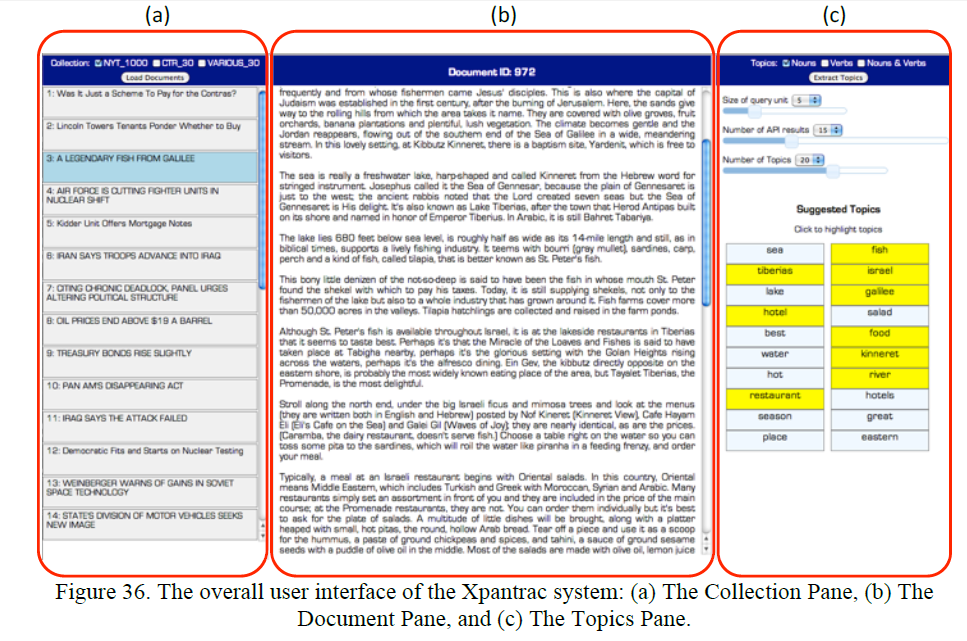 (a)
(b)
(c)
Collection: NYT_1000 CTR_30 VARIOUS_30
Load Documents
1: Was It Just a Scheme To Pay for the Contras?
2: Lincoln Towers Tenants Ponder Whether to Buy
3: A LEGENDARY FISH FROM GALILEE
4: AIR FORCE IS CUTTING FIGHTER UNITS IN
NUCLEAR SHIFT
5: Kidder Unit Offers Mortgage Notes
6: IRAN SAYS TROOPS ADVANCE INTO IRAQ
7: CITING CHRONIC DEADLOCK, PANEL URGES
ALTERING POLITICAL STRUCTURE
8: OIL PRICES END ABOVE $19 A BARREL
9: TREASURY BONDS RISE SLIGHTLY
10: PAN AM'S DISAPPEARING ACT
11: IRAQ SAYS THE ATTACK FAILED
12: Democratic Fits and Starts on Nuclear Testing
13: WEINBERGER WARNS OF GAINS IN SOVIET
SPACE TECHNOLOGY
14: STATE'S DIVISION OF MOTOR VEHICLES SEEKS
NEW IMAGE
Document ID: 972
frequently and from whose fishermen came Jesus' disciples. This is also where the capital of
Judaism was established in the first century, after the burning of Jerusalem. Here, the sands give
way to the rolling hills from which the area takes it name. They are covered with olive groves, fruit
orchards, banana plantations and plentiful, lush vegetation. The climate becomes gentle and the
Jordan reappears, flowing out of the southern end of the Sea of Galilee in a wide, meandering
stream. In this lovely setting, at Kibbutz Kinneret, there is a baptism site, Yardenit, which is free to
visitors.
The sea is really a freshwater lake, harp-shaped and called Kinneret from the Hebrew word for
stringed instrument. Josephus called it the Sea of Gennesar, because the plain of Gennesaret is
just to the west; the ancient rabbis noted that the Lord created seven seas but the Sea of
Gennesaret is His delight. It's also known as Lake Tiberias, after the town that Herod Antipas built
on its shore and named in honor of Emperor Tiberius. In Arabic, it is still Bahret Tabariya.
The lake lies 680 feet below sea level, is roughly half as wide as its 14-mile length and still, as in
biblical times, supports a lively fishing industry. It teems with bourri (gray mullet), sardines, carp,
perch and a kind of fish, called tilapia, that is better known as St. Peter's fish.
This bony little denizen of the not-so-deep is said to have been the fish in whose mouth St. Peter
found the shekel with which to pay his taxes. Today, it is still supplying shekels, not only to the
fishermen of the lake but also to a whole industry that has grown around it. Fish farms cover more
than 50,000 acres in the valleys. Tilapia hatchlings are collected and raised in the farm ponds.
Although St. Peter's fish is available throughout Israel, it is at the lakeside restaurants in Tiberias
that it seems to taste best. Perhaps it's that the Miracle of the Loaves and Fishes is said to have
taken place at Tabigha nearby, perhaps it's the glorious setting with the Golan Heights rising
across the waters, perhaps it's the alfresco dining. Ein Gev, the kibbutz directly opposite on the
eastern shore, is probably the most widely known eating place of the area, but Tayalet Tiberias, the
Promenade, is the most delightful.
Stroll along the north end, under the big Israeli ficus and mimosa trees and look at the menus
(they are written both in English and Hebrew) posted by Nof Kineret (Kinneret View), Cafe Hayam
Eli (Eli's Cafe on the Sea) and Galei Gil (Waves of Joy); they are nearly identical, as are the prices.
(Caramba, the dairy restaurant, doesn't serve fish.) Choose a table right on the water so you can
toss some pita to the sardines, which will roil the water like piranha in a feeding frenzy, and order
your meal.
Typically, a meal at an Israeli restaurant begins with Oriental salads. In this country, Oriental
means Middle Eastern, which includes Turkish and Greek with Moroccan, Syrian and Arabic. Many
restaurants simply set an assortment in front of you and they are included in the price of the main
course; at the Promenade restaurants, they are not. You can order them individually but it's best
to ask for the plate of salads. A multitude of little dishes will be brought, along with a platter
heaped with small, hot pitas, the round, hollow Arab bread. Tear off a piece and use it as a scoop
for the hummus, a paste of ground chickpeas and spices, and tahini, a sauce of ground sesame
seeds with a puddle of olive oil in the middle. Most of the salads are made with olive oil, lemon juice
Topics: Nouns Verbs Nouns & Verbs
Extract Topics
Size of query unit 5
Number of API results 15
Number of Topics 20
Suggested Topics
Click to highlight topics
sea fish
tiberias israel
lake galilee
hotel salad
best food
water kinneret
hot river
restaurant hotels
season great
place eastern
Figure 36. The overall user interface of the Xpantrac system: (a) The Collection Pane, (b) The
Document Pane, and (c) The Topics Pane.